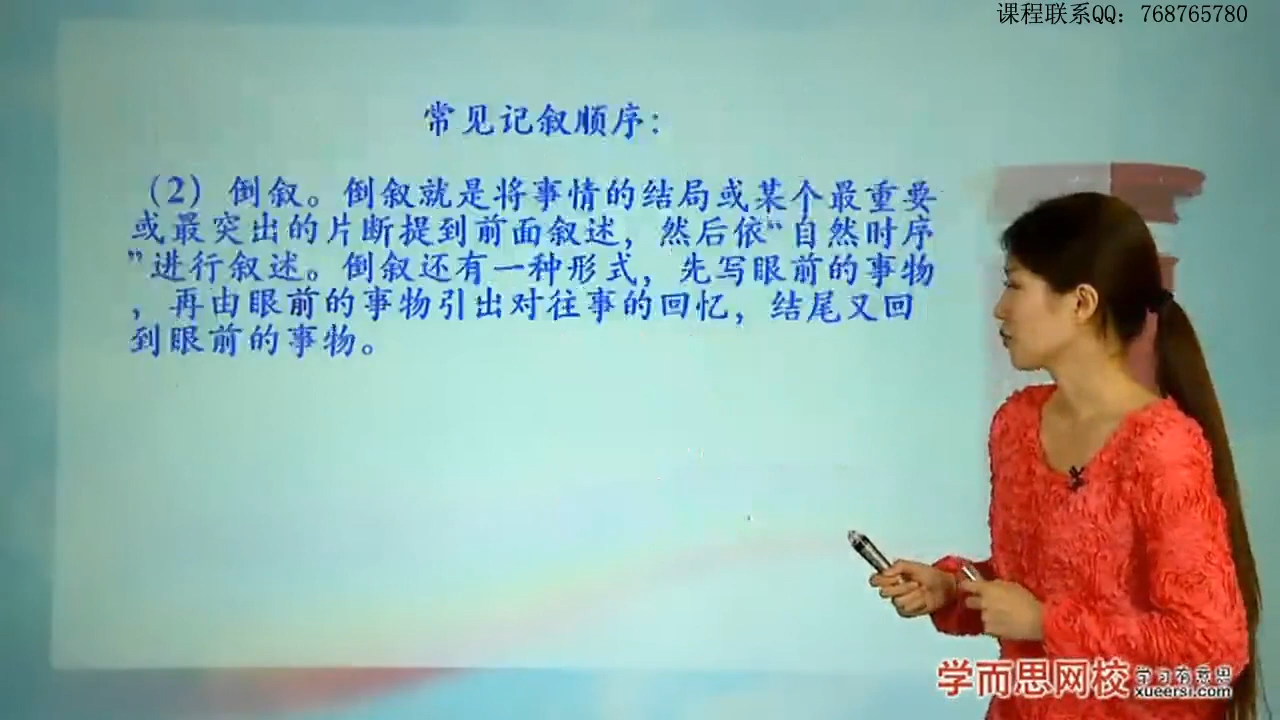 课程联系QQ：768765780
常见记叙顺序：
（2）倒叙。倒叙就是将事情的结局或某个最重要
或最突出的片断提到前面叙述，然后依“自然时序
”进行叙述。倒叙还有一种形式，先写眼前的事物
，再由眼前的事物引出对往事的回忆，结尾又回
到眼前的事物。
学而思网校
学习有意思
xueersi.com